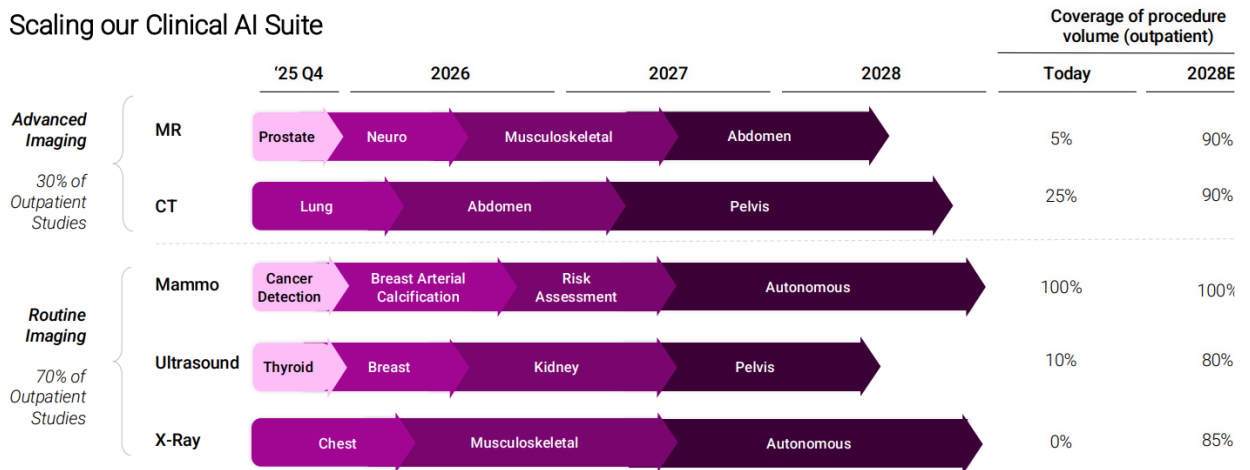 Scaling our Clinical AI Suite
Coverage of procedure
volume (outpatient)
‘25 Q4 2026 2027 2028 Today 2028E
Advanced
Imaging
30% of
Outpatient
Studies
MR Prostate Neuro Musculoskeletal Abdomen 5% 90%
CT Lung Abdomen Pelvis 25% 90%
Routine
Imaging
70% of
Outpatient
Studies
Mammo Cancer
Detection Breast Arterial
Calcification Risk
Assessment Autonomous 100% 100%
Ultrasound Thyroid Breast Kidney Pelvis 10% 80%
X-Ray Chest Musculoskeletal Autonomous 0% 85%